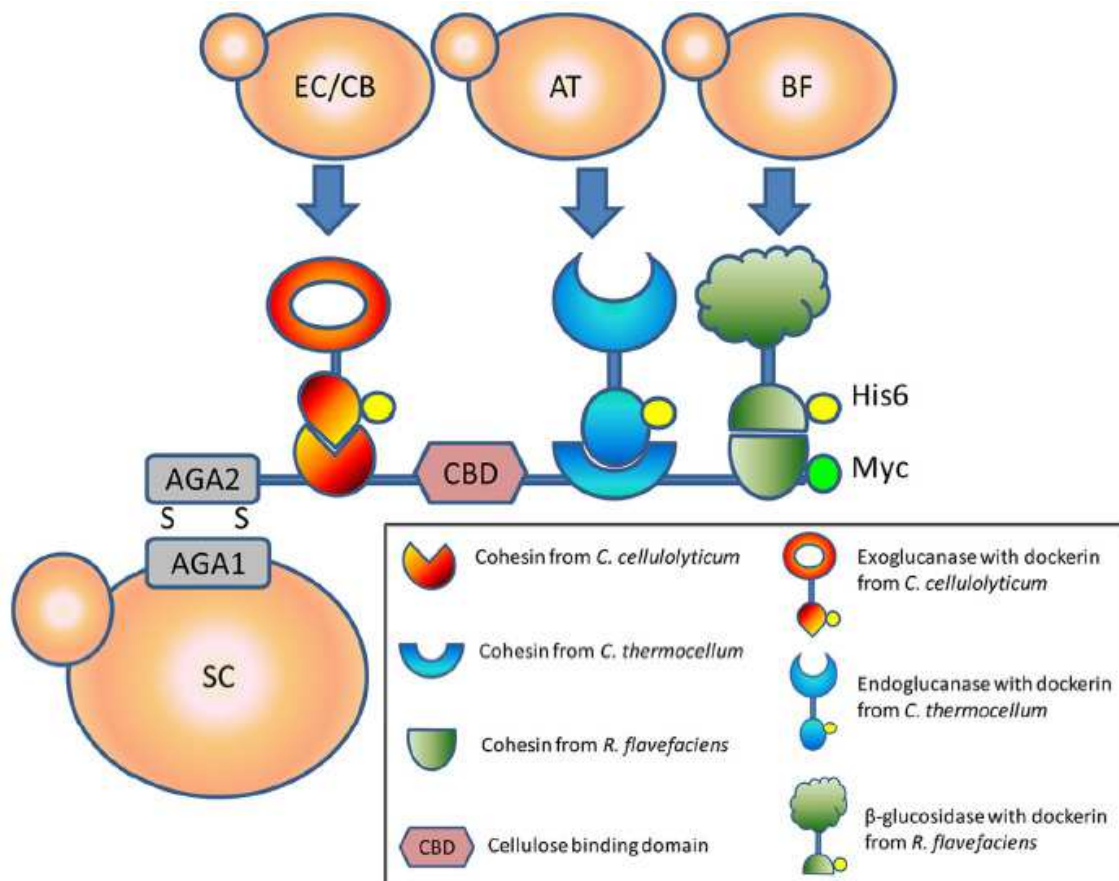 EC/CB
AT
BF
His6
Myc
AGA2
CBD
S S
AGA1
SC
Cohesin from C. cellulolyticum
Cohesin from C. thermocellum
Cohesin from R. flavefaciens
CBD
Cellulose binding domain
Exoglucanase with dockerin
from C. cellulolyticum
Endoglucanase with dockerin
from C. thermocellum
β-glucosidase with dockerin
from R. flavefaciens